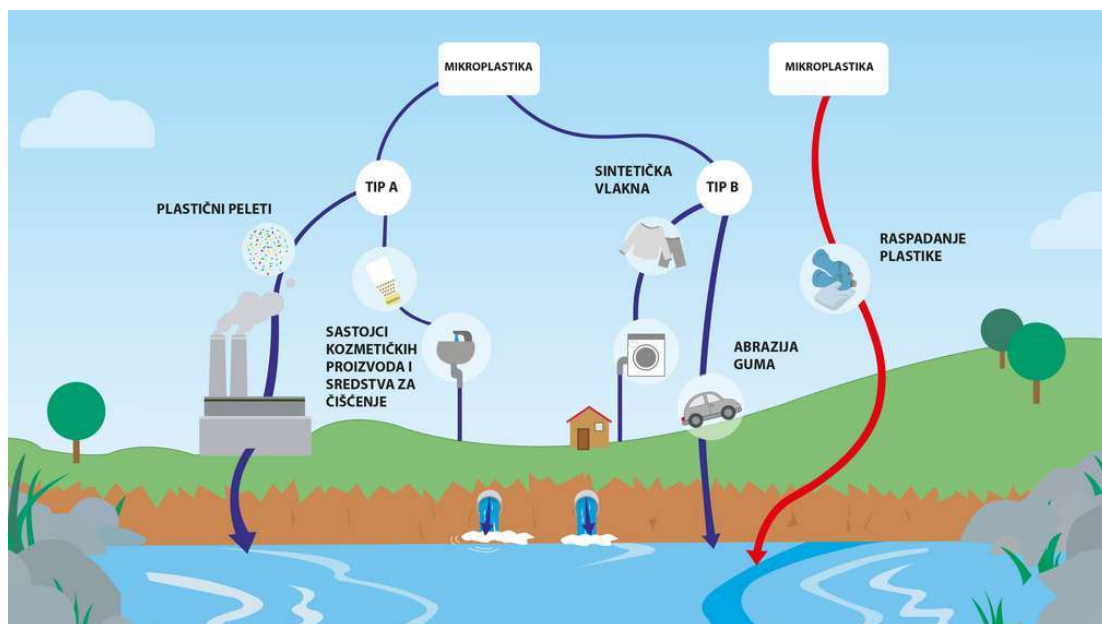 MIKROPLASTIKA
MIKROPLASTIKA
TIP A
SINTETIČKA
VLAKNA
TIP B
PLASTIČNI PELETI
RASPADANJE
PLASTIKE
SASTOJCI
KOZMETIČKIH
PROIZVODA I
SREDSTVA ZA
ČIŠĆENJE
ABRAZIJA
GUMA